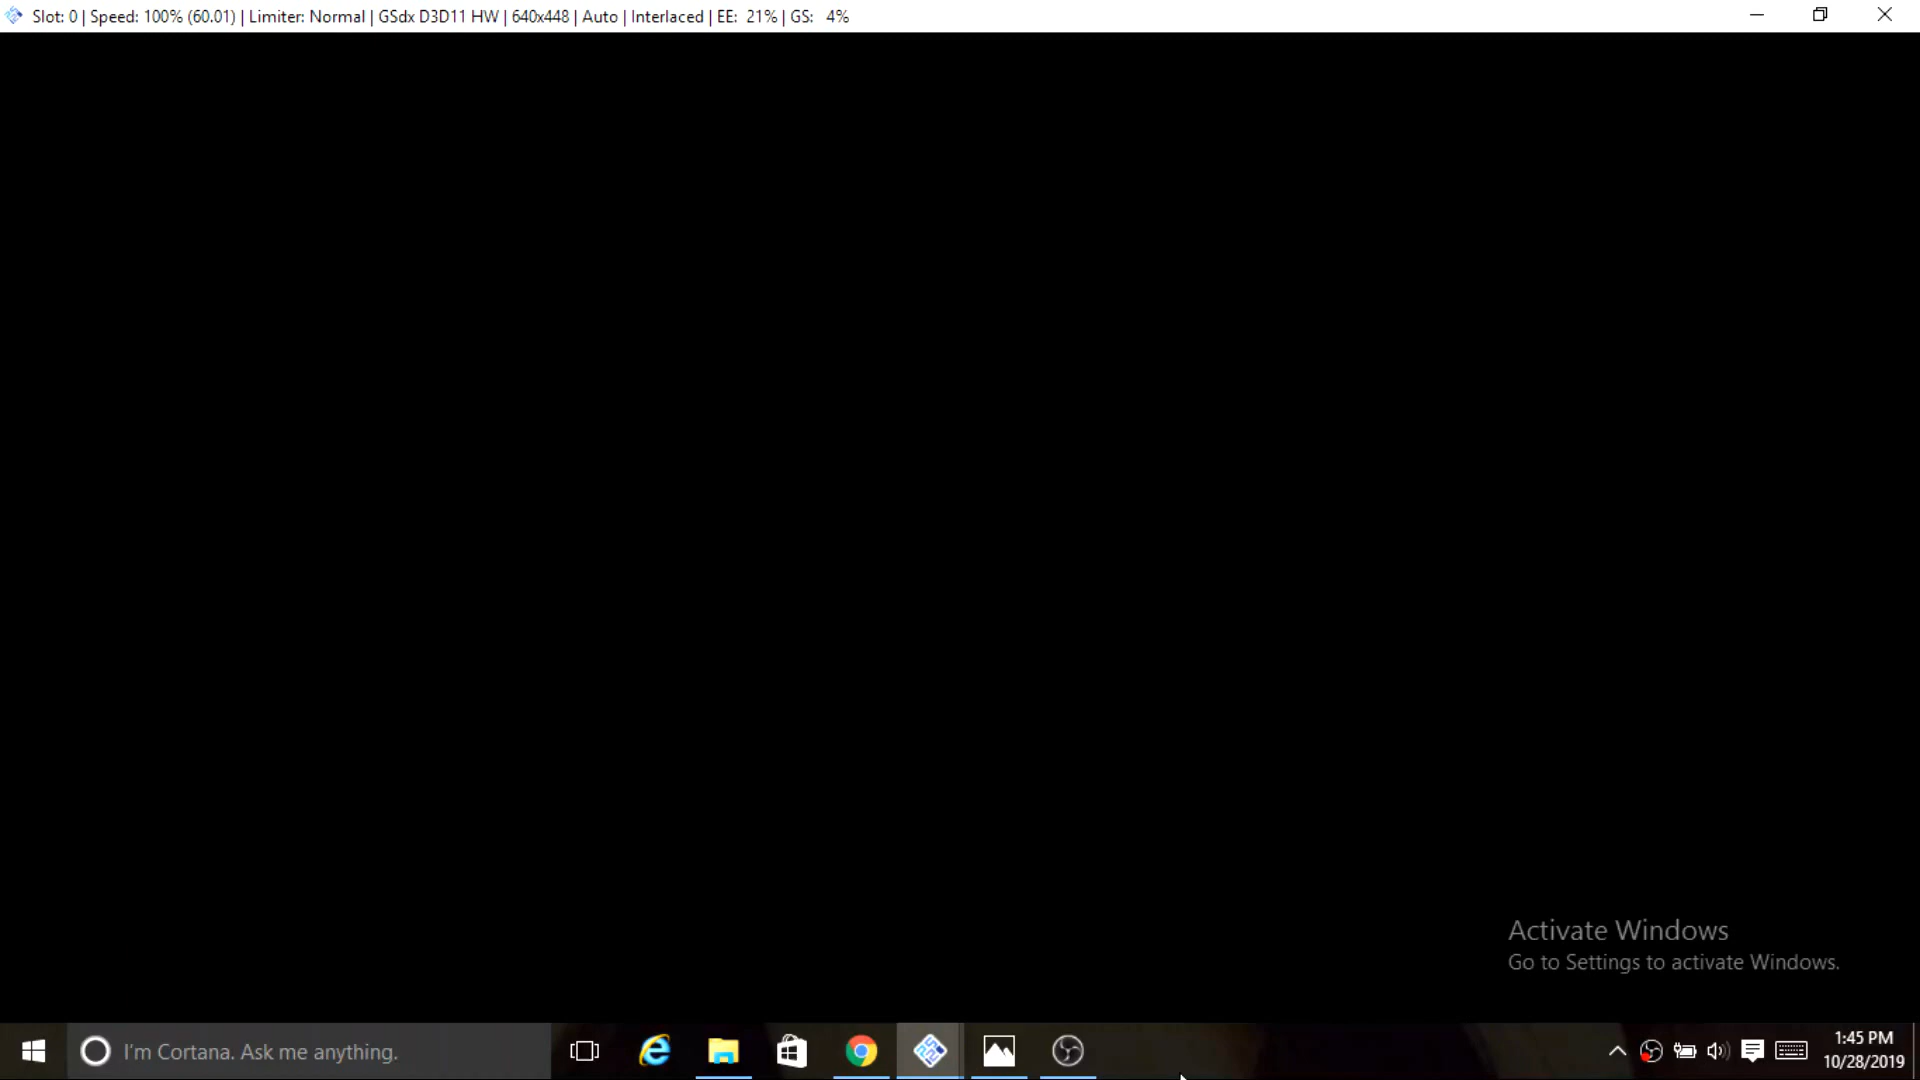 Slot: 0 | Speed: 100% (60.01) | Limiter: Normal | GSdx D3D11 HW | 640x448 | Auto | Interlaced | EE: 21% | GS: 4%
Activate Windows
Go to Settings to activate Windows.
I'm Cortana. Ask me anything.
1:45 PM
10/28/2019